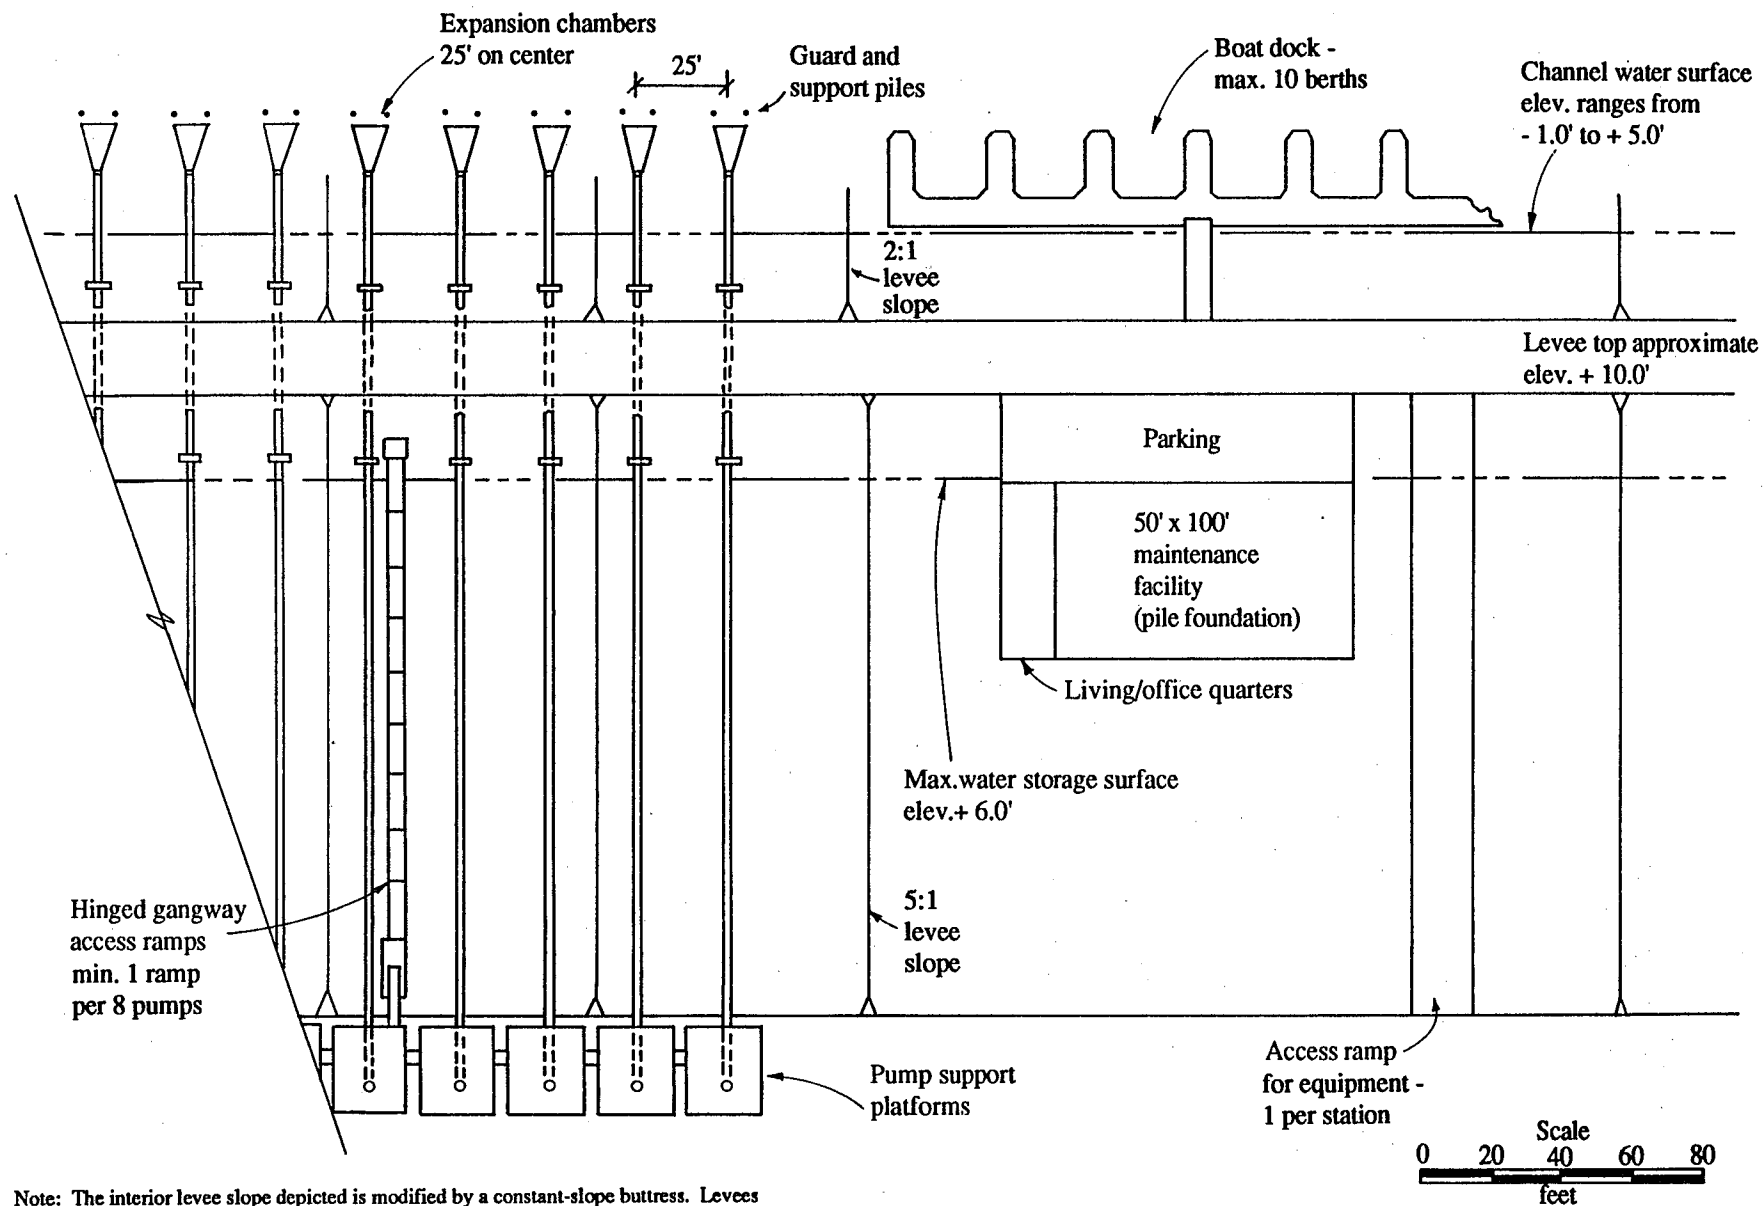 Expansion chambers
25' on center
25'
Guard and
support piles
Boat dock -
max. 10 berths
Channel water surface
elev. ranges from
- 1.0' to + 5.0'
2:1
levee
slope
Levee top approximate
elev. + 10.0'
Parking
50' x 100'
maintenance
facility
(pile foundation)
Living/office quarters
Max.water storage surface
elev.+ 6.0'
Hinged gangway
access ramps
min. 1 ramp
per 8 pumps
5:1
levee
slope
Pump support
platforms
Access ramp
for equipment -
1 per station
Scale
0 20 40 60 80
feet
Note: The interior levee slope depicted is modified by a constant-slope buttress. Levees